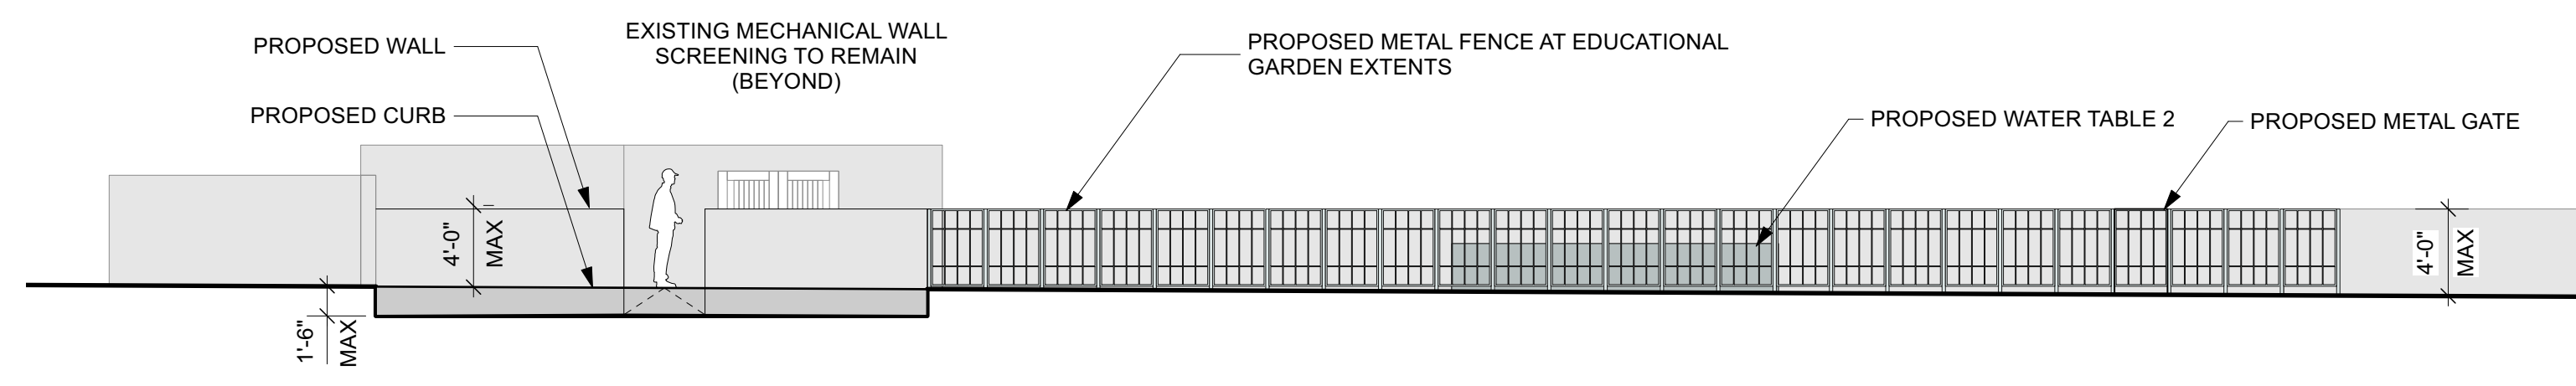 PROPOSED WALL
PROPOSED CURB
EXISTING MECHANICAL WALL
SCREENING TO REMAIN
(BEYOND)
PROPOSED METAL FENCE AT EDUCATIONAL
GARDEN EXTENTS
PROPOSED WATER TABLE 2
PROPOSED METAL GATE
4'-0"
MAX
1'-6"
MAX
4'-0"
MAX